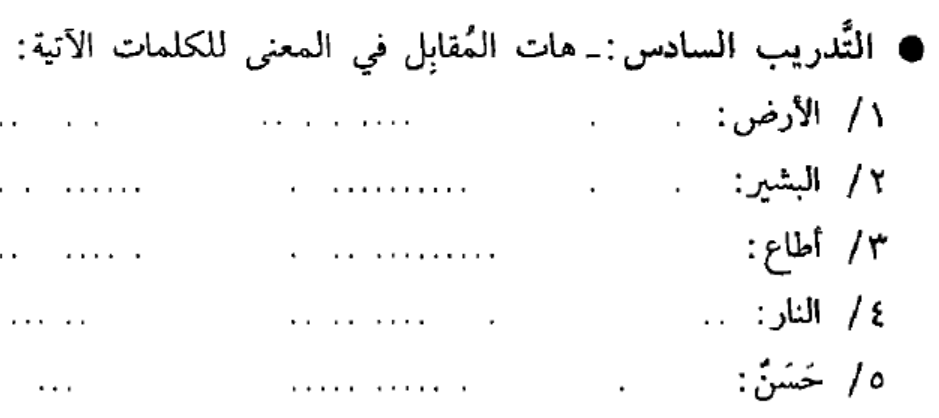 ● التَّدريب السادس :ـ هات المُقابِل في المعنى للكلمات الآتية:
١/ الأرض: . . .... . . .. . . ..
٢/ البشير: . . .......... . ...... . .
٣/ أطاع: .......... .. . . ..... ..
٤/ النار: .. . .... .. .. .. ...
٥/ حَسَنٌ: . . ...... ..... ...